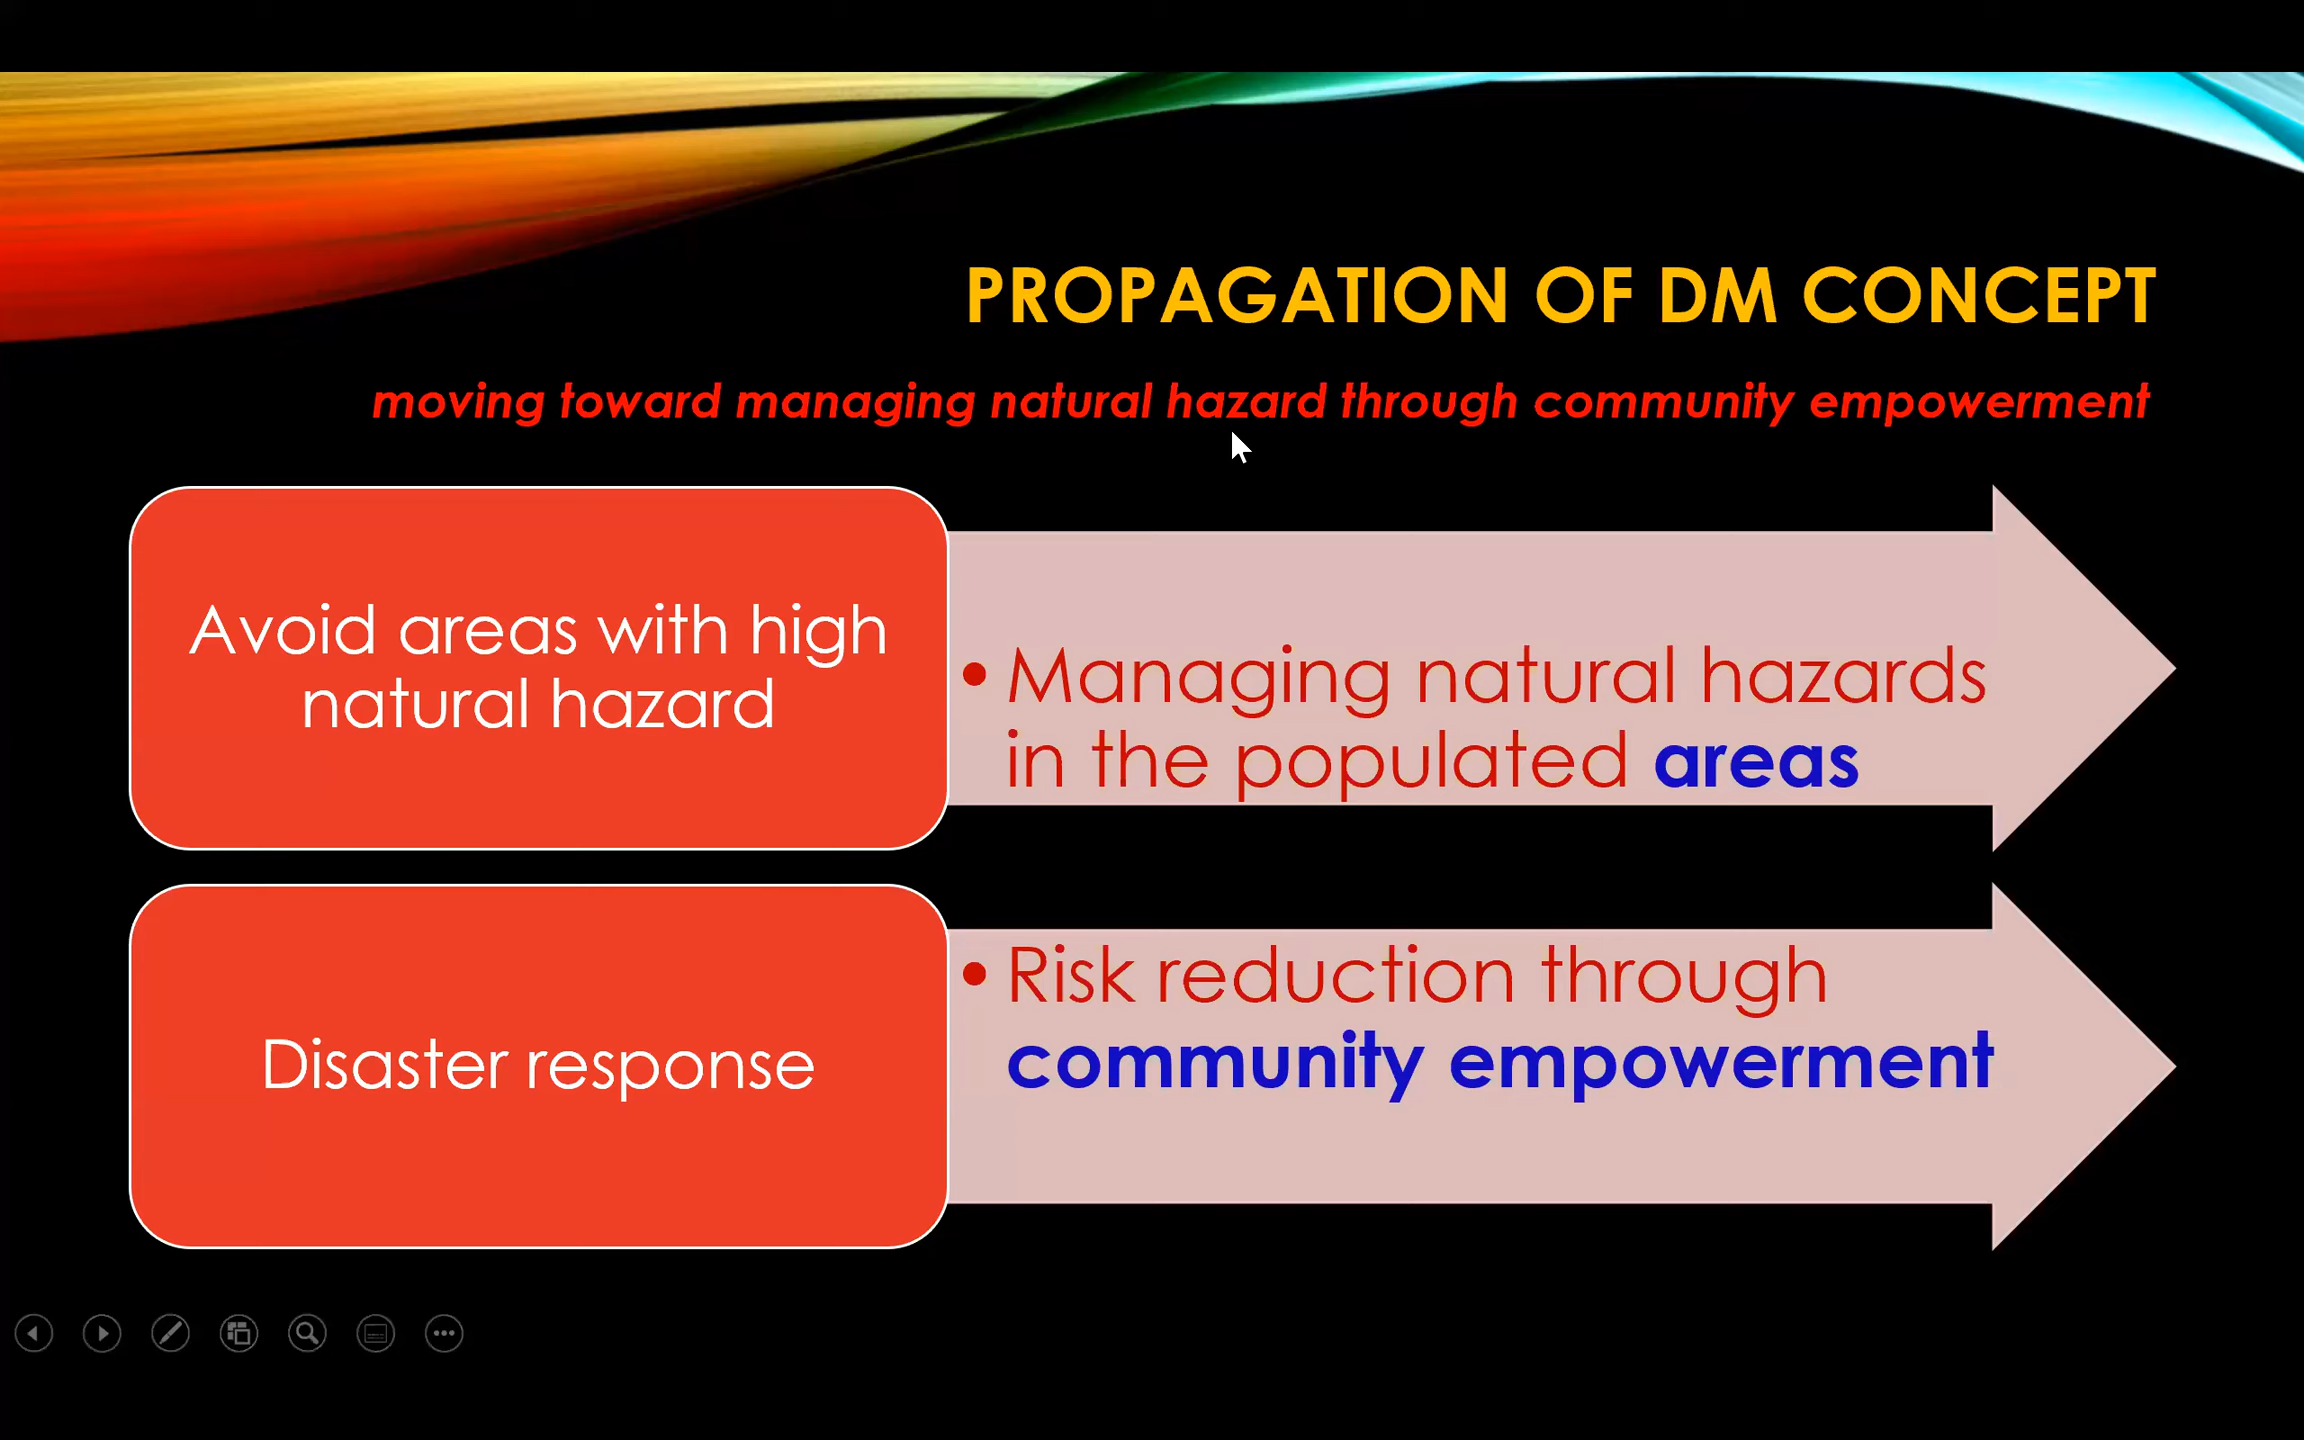 PROPAGATION OF DM CONCEPT
moving toward managing natural hazard through community empowerment
Avoid areas with high
natural hazard
• Managing natural hazards
in the populated areas
Disaster response
• Risk reduction through
community empowerment